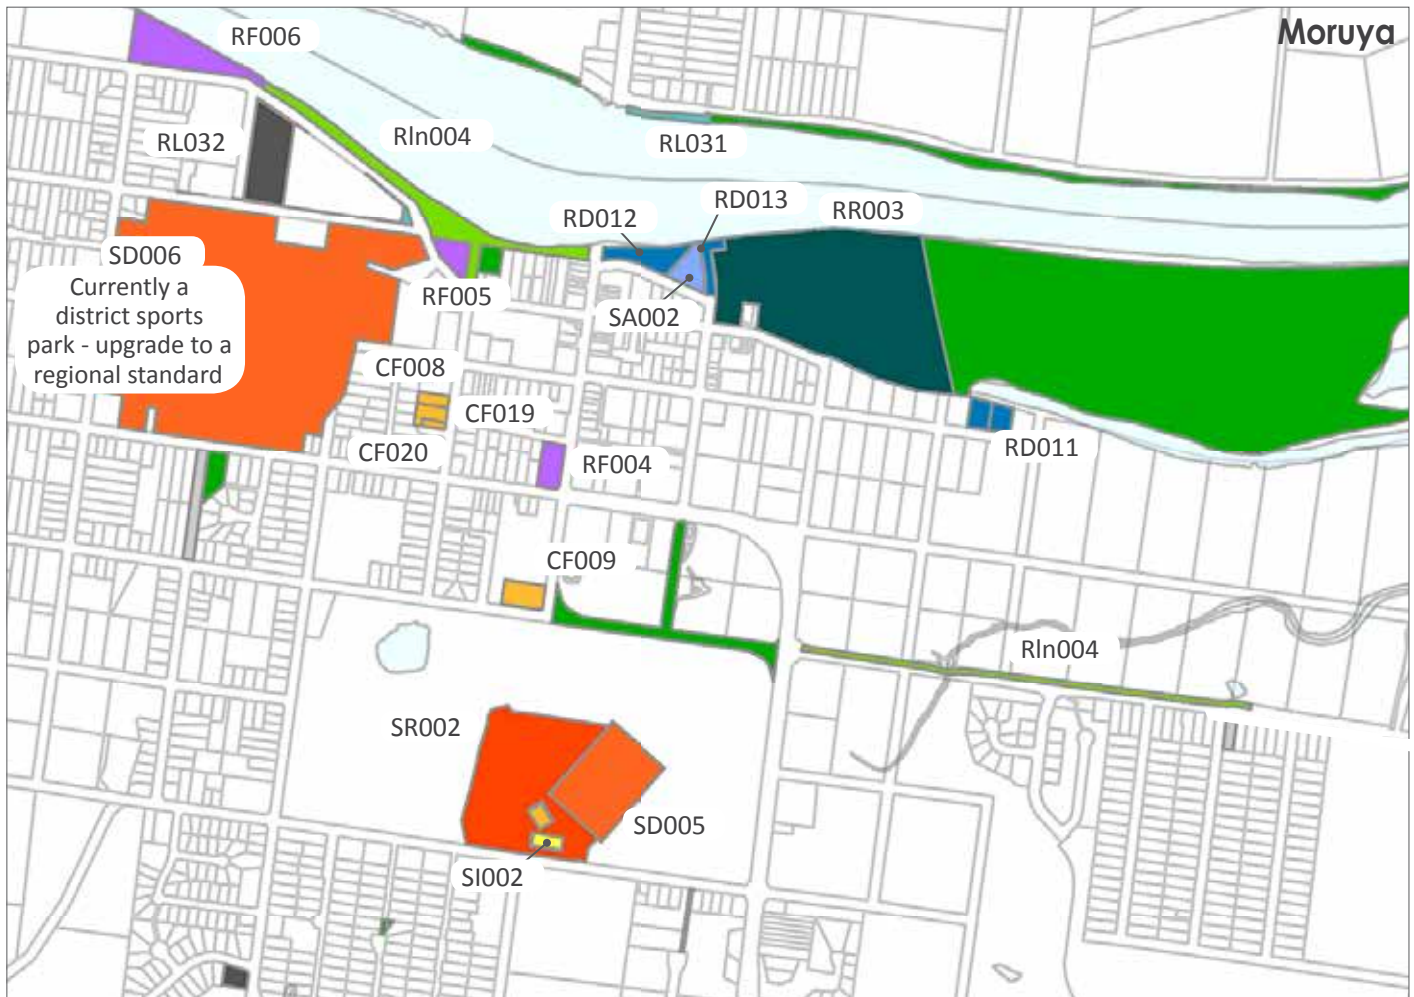 Moruya
RF006
RL032
Rln004
RL031
RD013
RD012
RR003
SD006
Currently a
district sports
park - upgrade to a
regional standard
RF005
SA002
CF008
CF019
CF020
RF004
RD011
CF009
Rln004
SR002
SD005
SI002